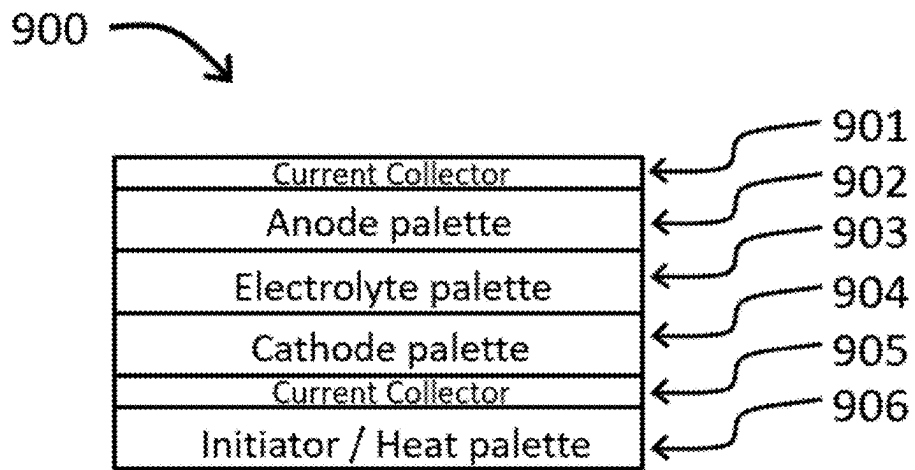 900
901
Current Collector
902
Anode palette
903
Electrolyte palette
904
Cathode palette
905
Current Collector
906
Initiator / Heat palette